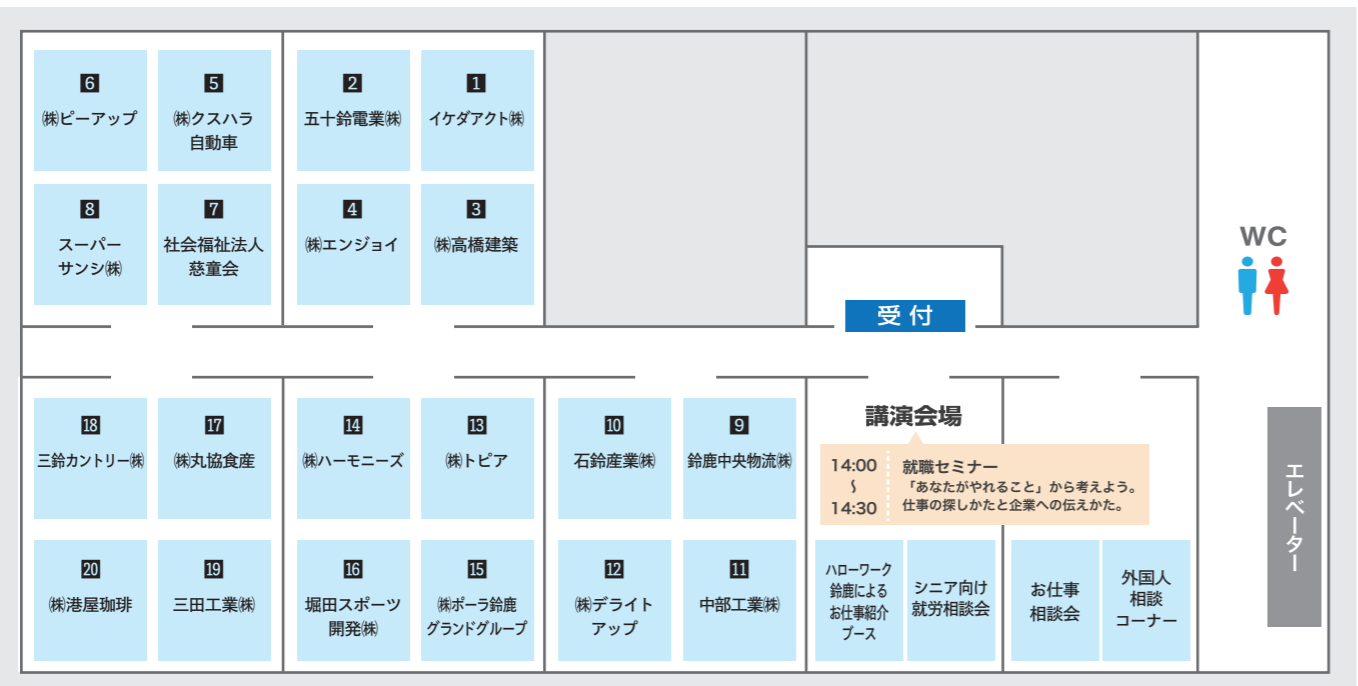 6
㈱ピーアップ
5
㈱クスハラ
自動車
2
五十鈴電業㈱
1
イケダアクト㈱
8
スーパー
サンシ㈱
7
社会福祉法人
慈童会
4
㈱エンジョイ
3
㈱高橋建築
WC
受付
18
三鈴カントリー㈱
17
㈱丸協食産
14
㈱ハーモニーズ
13
㈱トピア
10
石鈴産業㈱
9
鈴鹿中央物流㈱
講演会場
14:00
〜
14:30
就職セミナー
「あなたがやれること」から考えよう。
仕事の探しかたと企業への伝えかた。
エレベーター
20
㈱港屋珈琲
19
三田工業㈱
16
堀田スポーツ
開発㈱
15
㈱ポーラ鈴鹿
グランドグループ
12
㈱デライト
アップ
11
中部工業㈱
ハローワーク
鈴鹿による
お仕事紹介
ブース
シニア向け
就労相談会
お仕事
相談会
外国人
相談
コーナー